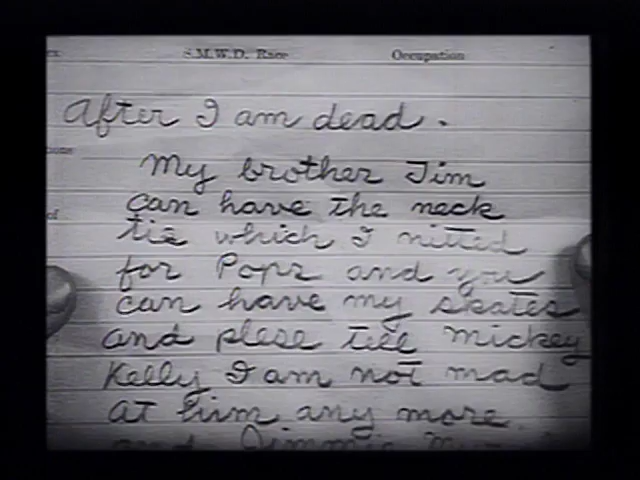 S.M.W.D. Race Occupation
After I am dead.
My brother Jim
can have the neck
tie which I nitted
for Popz and you
can have my skates
and plese tell Mickey
Kelly I am not mad
at him any more.
Jimmie